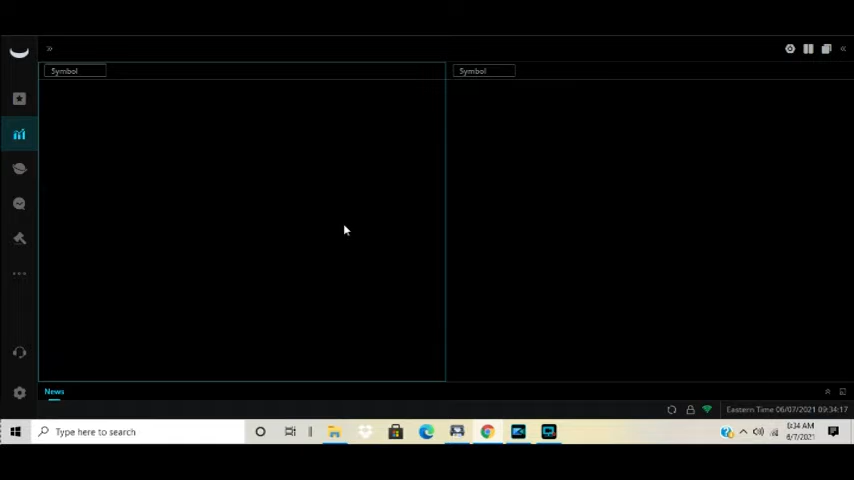 Symbol
Symbol
News
Eastern Time 06/07/2021 09:34:17
Type here to search
8:34 AM
6/7/2021